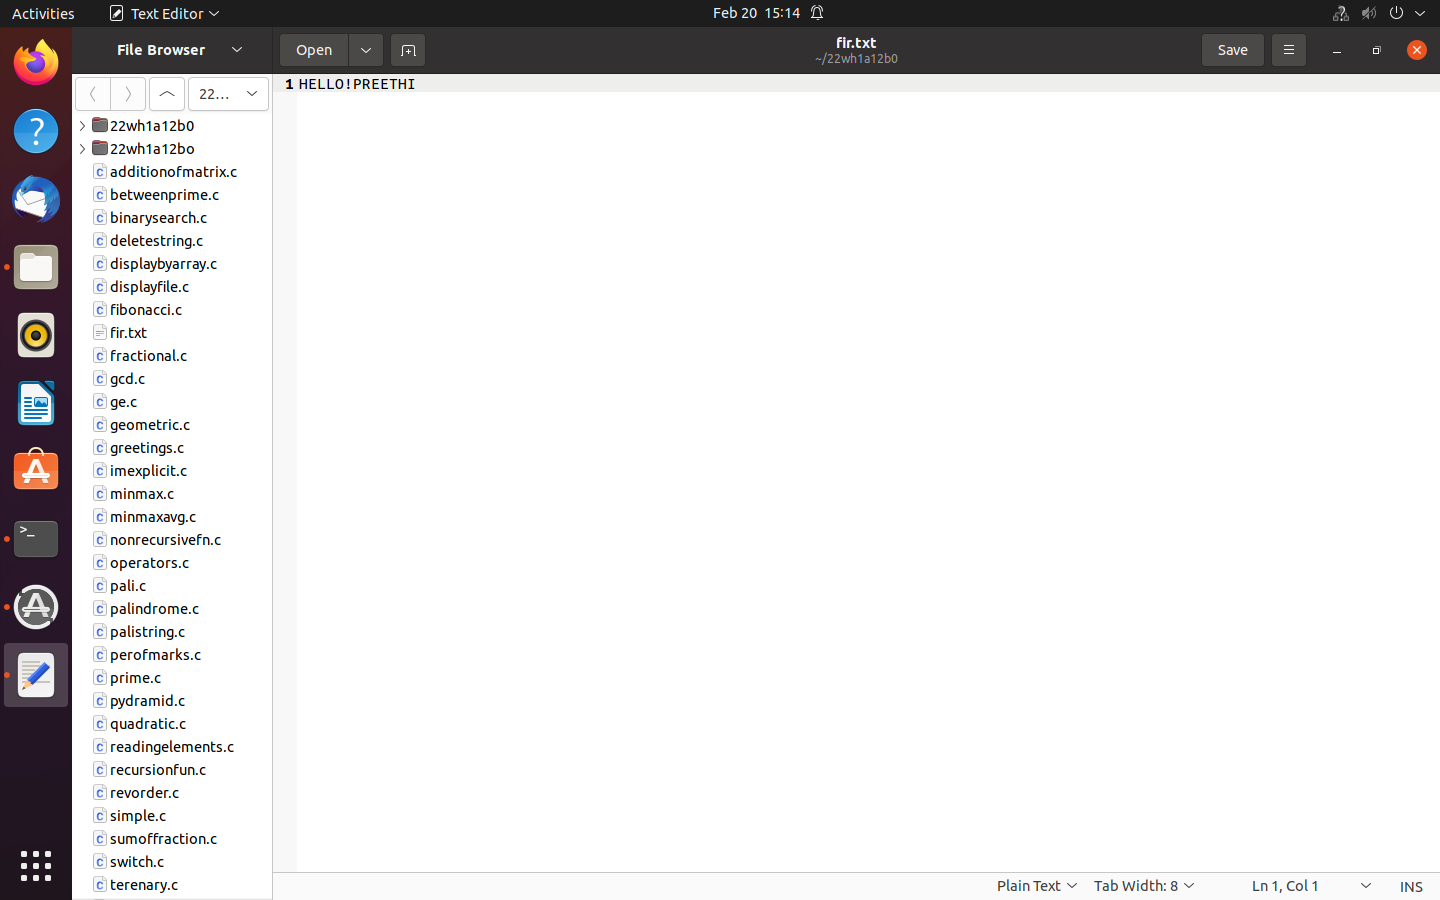 Activities
Text Editor
Feb 20 15:14
File Browser
Open
fir.txt
~/22wh1a12b0
Save
22...
1 HELLO!PREETHI
22wh1a12b0
22wh1a12bo
additionofmatrix.c
betweenprime.c
binarysearch.c
deletestring.c
displaybyarray.c
displayfile.c
fibonacci.c
fir.txt
fractional.c
gcd.c
ge.c
geometric.c
greetings.c
imexplicit.c
minmax.c
minmaxavg.c
nonrecursivefn.c
operators.c
pali.c
palindrome.c
palistring.c
perofmarks.c
prime.c
pydramid.c
quadratic.c
readingelements.c
recursionfun.c
revorder.c
simple.c
sumoffraction.c
switch.c
terenary.c
Plain Text
Tab Width: 8
Ln 1, Col 1
INS